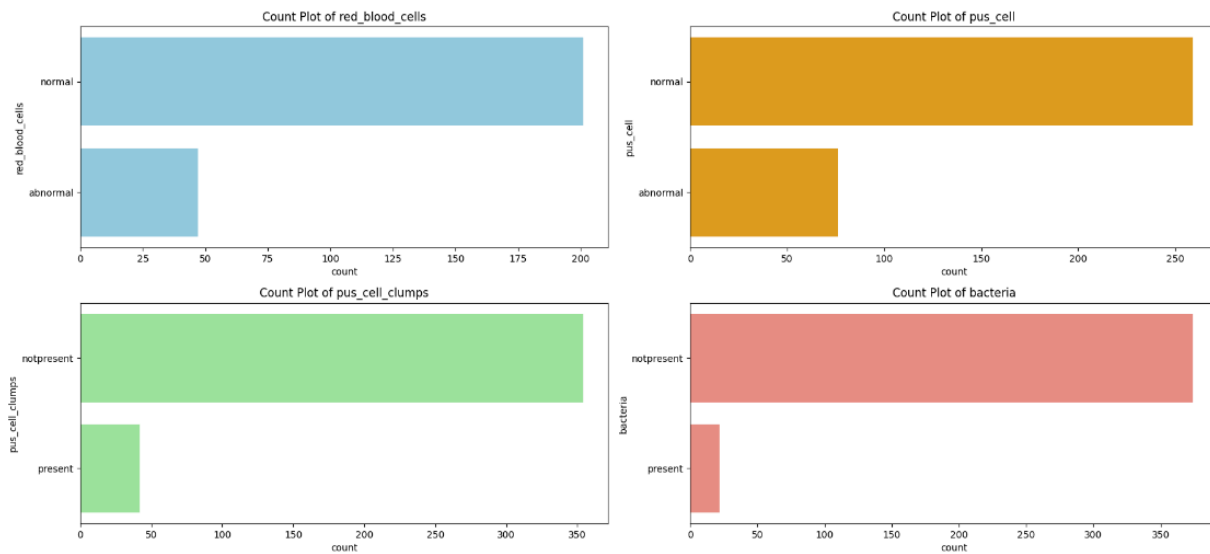 Count Plot of red_blood_cells
normal
abnormal
red_blood_cells
0 25 50 75 100 125 150 175 200
count
Count Plot of pus_cell
normal
abnormal
pus_cell
0 50 100 150 200 250
count
Count Plot of pus_cell_clumps
notpresent
present
pus_cell_clumps
0 50 100 150 200 250 300 350
count
Count Plot of bacteria
notpresent
present
bacteria
0 50 100 150 200 250 300 350
count